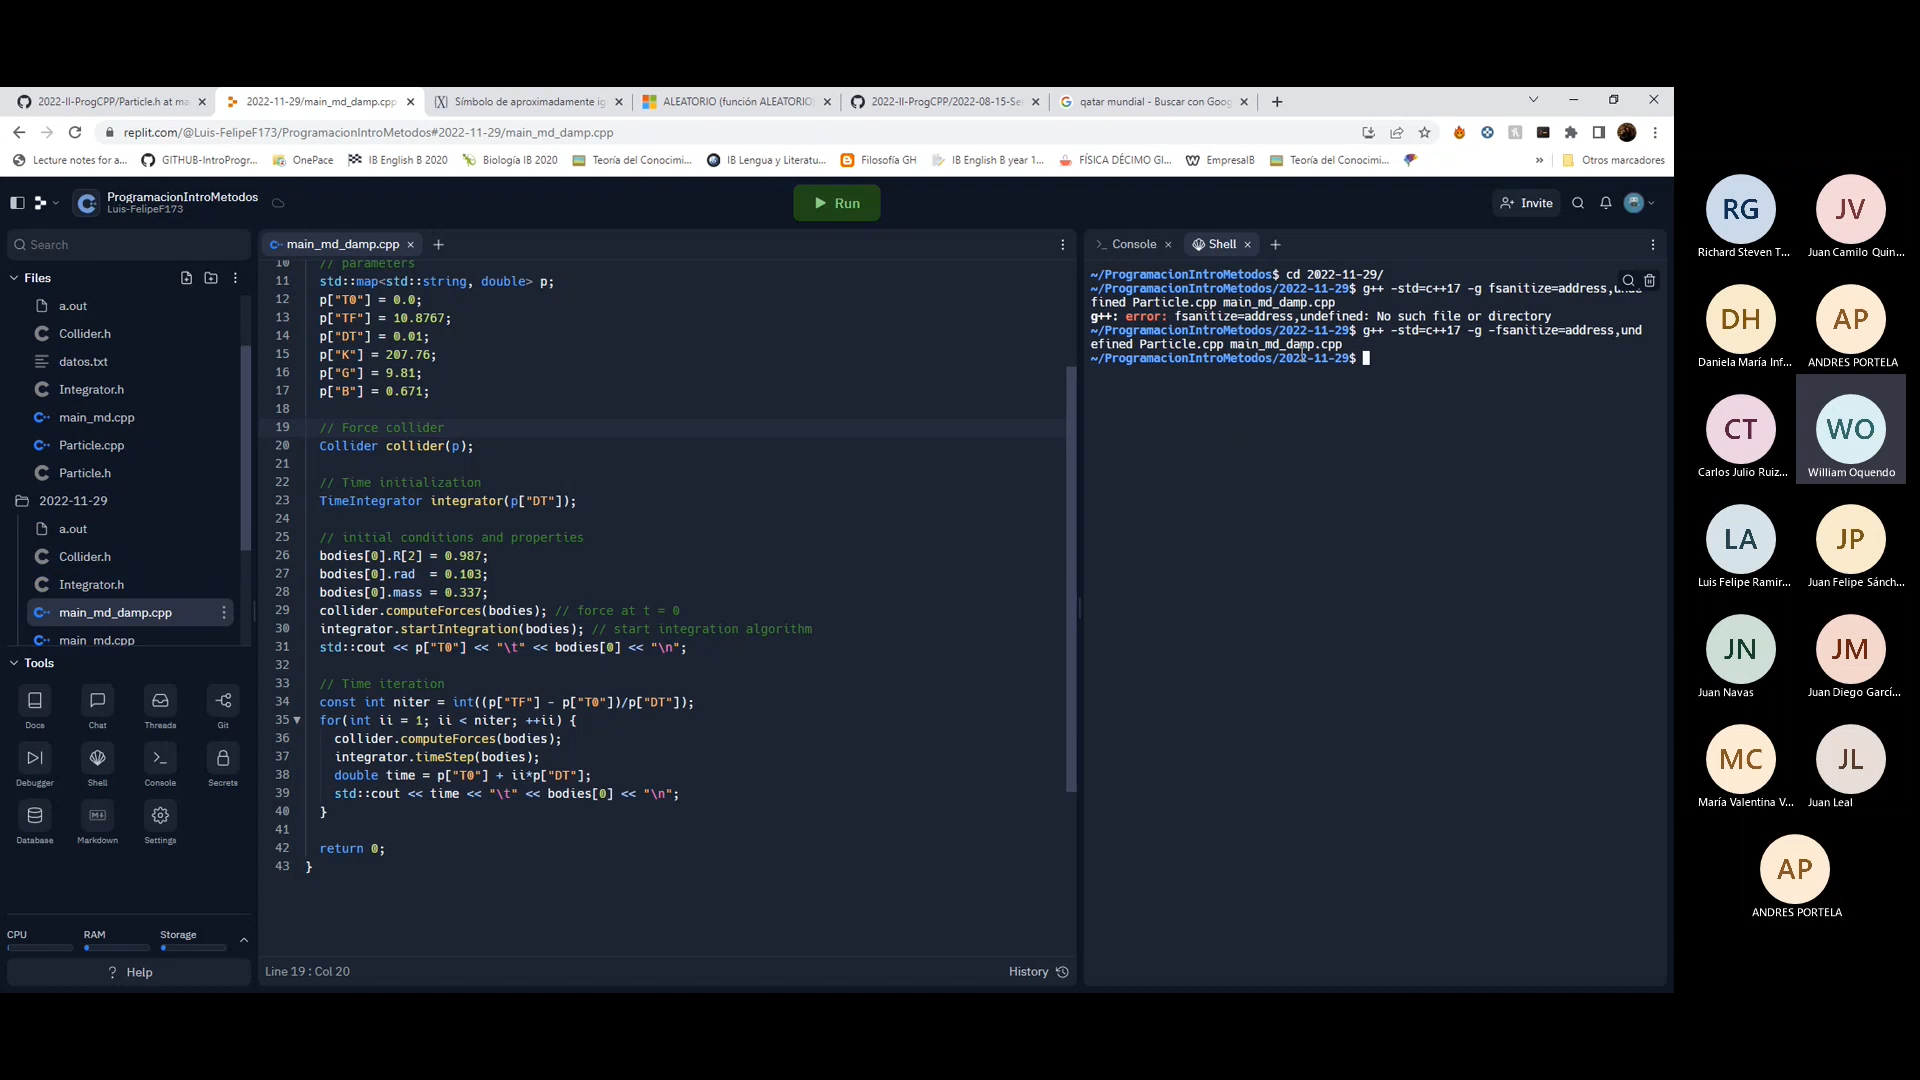 2022-II-ProgCPP/Particle.h at ma
2022-11-29/main_md_damp.cpp
Símbolo de aproximadamente ig
ALEATORIO (función ALEATORIO)
2022-II-ProgCPP/2022-08-15-Se
qatar mundial - Buscar con Goog
replit.com/@Luis-FelipeF173/ProgramacionIntroMetodos#2022-11-29/main_md_damp.cpp
Lecture notes for a...
GITHUB-IntroProgr...
OnePace
IB English B 2020
Biología IB 2020
Teoría del Conocimi...
IB Lengua y Literatu...
Filosofía GH
IB English B year 1...
FÍSICA DÉCIMO GI...
EmpresaIB
Teoría del Conocimi...
»
Otros marcadores
ProgramacionIntroMetodos
Luis-FelipeF173
Run
Invite
Search
Files
a.out
Collider.h
datos.txt
Integrator.h
main_md.cpp
Particle.cpp
Particle.h
2022-11-29
a.out
Collider.h
Integrator.h
main_md_damp.cpp
main_md.cpp
Tools
Docs
Chat
Threads
Git
Debugger
Shell
Console
Secrets
Database
Markdown
Settings
CPU
RAM
Storage
? Help
main_md_damp.cpp
10 // parameters
11 std::map<std::string, double> p;
12 p["T0"] = 0.0;
13 p["TF"] = 10.8767;
14 p["DT"] = 0.01;
15 p["K"] = 207.76;
16 p["G"] = 9.81;
17 p["B"] = 0.671;
18
19 // Force collider
20 Collider collider(p);
21
22 // Time initialization
23 TimeIntegrator integrator(p["DT"]);
24
25 // initial conditions and properties
26 bodies[0].R[2] = 0.987;
27 bodies[0].rad  = 0.103;
28 bodies[0].mass = 0.337;
29 collider.computeForces(bodies); // force at t = 0
30 integrator.startIntegration(bodies); // start integration algorithm
31 std::cout << p["T0"] << "\t" << bodies[0] << "\n";
32
33 // Time iteration
34 const int niter = int((p["TF"] - p["T0"])/p["DT"]);
35 for(int ii = 1; ii < niter; ++ii) {
36 collider.computeForces(bodies);
37 integrator.timeStep(bodies);
38 double time = p["T0"] + ii*p["DT"];
39 std::cout << time << "\t" << bodies[0] << "\n";
40 }
41
42 return 0;
43 }
Line 19 : Col 20
History
Console
Shell
~/ProgramacionIntroMetodos$ cd 2022-11-29/
~/ProgramacionIntroMetodos/2022-11-29$ g++ -std=c++17 -g fsanitize=address,unde
fined Particle.cpp main_md_damp.cpp
g++: error: fsanitize=address,undefined: No such file or directory
~/ProgramacionIntroMetodos/2022-11-29$ g++ -std=c++17 -g -fsanitize=address,und
efined Particle.cpp main_md_damp.cpp
~/ProgramacionIntroMetodos/2022-11-29$
RG
Richard Steven T...
JV
Juan Camilo Quin...
DH
Daniela María Inf...
AP
ANDRES PORTELA
CT
Carlos Julio Ruiz...
WO
William Oquendo
LA
Luis Felipe Ramir...
JP
Juan Felipe Sánch...
JN
Juan Navas
JM
Juan Diego Garcí...
MC
María Valentina V...
JL
Juan Leal
AP
ANDRES PORTELA